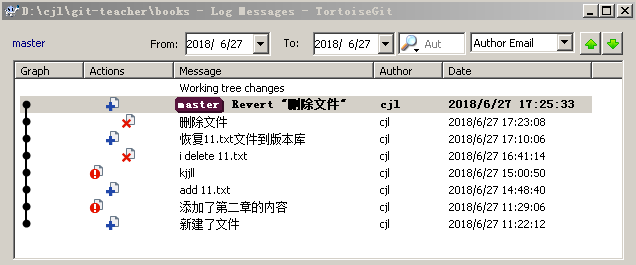 D:\cjl\git-teacher\books - Log Messages - TortoiseGit
master From: 2018/ 6/27 To: 2018/ 6/27 Aut Author Email
Graph Actions Message Author Date
Working tree changes
master Revert "删除文件" cjl 2018/6/27 17:25:33
删除文件 cjl 2018/6/27 17:23:08
恢复11.txt文件到版本库 cjl 2018/6/27 17:10:06
i delete 11.txt cjl 2018/6/27 16:41:14
kjjll cjl 2018/6/27 15:00:50
add 11.txt cjl 2018/6/27 14:48:40
添加了第二章的内容 cjl 2018/6/27 11:29:06
新建了文件 cjl 2018/6/27 11:22:12